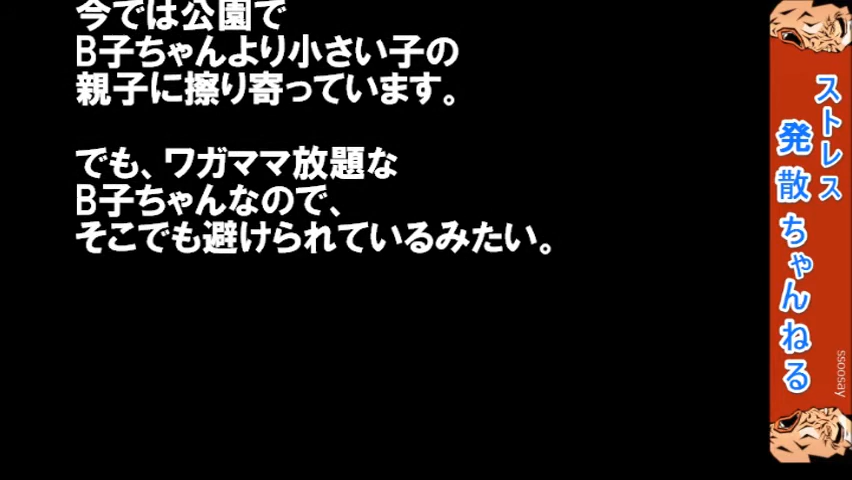 今では公園で
B子ちゃんより小さい子の
親子に擦り寄っています。
でも、ワガママ放題な
B子ちゃんなので、
そこでも避けられているみたい。
ストレス
発散ちゃんねる
ssoosay